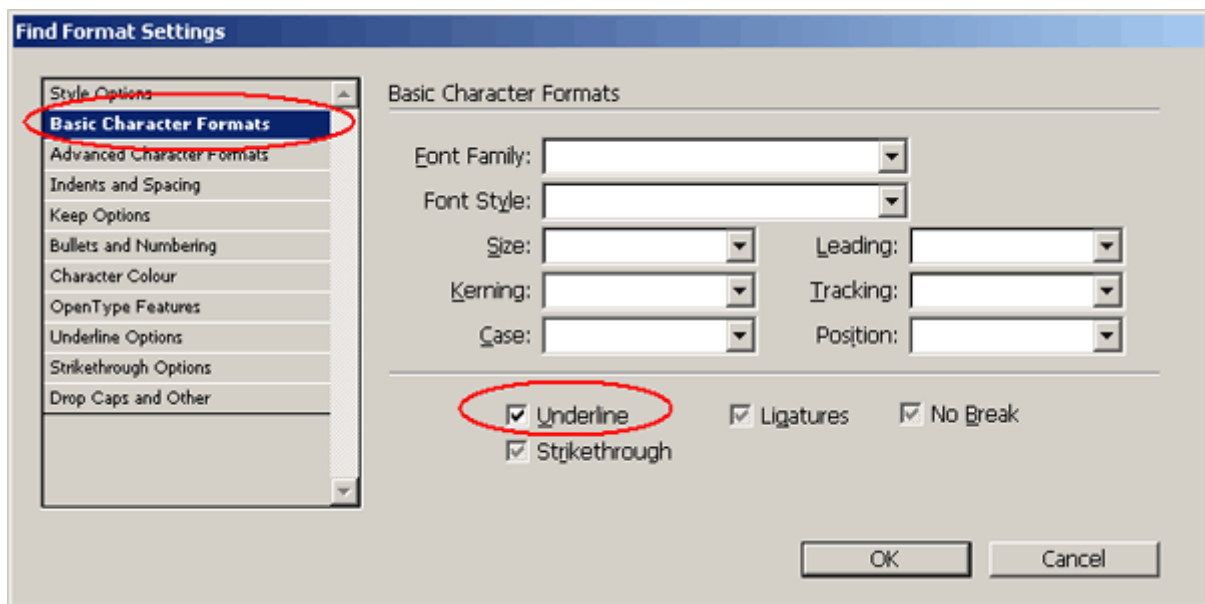 Find Format Settings
Style Options
Basic Character Formats
Advanced Character Formats
Indents and Spacing
Keep Options
Bullets and Numbering
Character Colour
OpenType Features
Underline Options
Strikethrough Options
Drop Caps and Other
Basic Character Formats
Font Family:
Font Style:
Size: Leading:
Kerning: Tracking:
Case: Position:
Underline Ligatures No Break
Strikethrough
OK Cancel